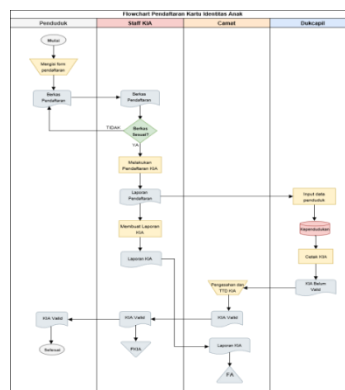 Flowchart Pendaftaran Kartu Identitas Anak
Penduduk
Staff KIA
Camat
Dukcapil
Mulai
Mengisi form
pendaftaran
Berkas
Pendaftaran
Berkas
Pendaftaran
TIDAK
Berkas
Sesuai?
YA
Melakukan
Pendaftaran KIA
Laporan
Pendaftaran
Input data
penduduk
Membuat Laporan
KIA
Kependudukan
Laporan KIA
Cetak KIA
Pengesahan dan
TTD KIA
KIA Belum
Valid
KIA Valid
KIA Valid
KIA Valid
Selesai
Laporan KIA